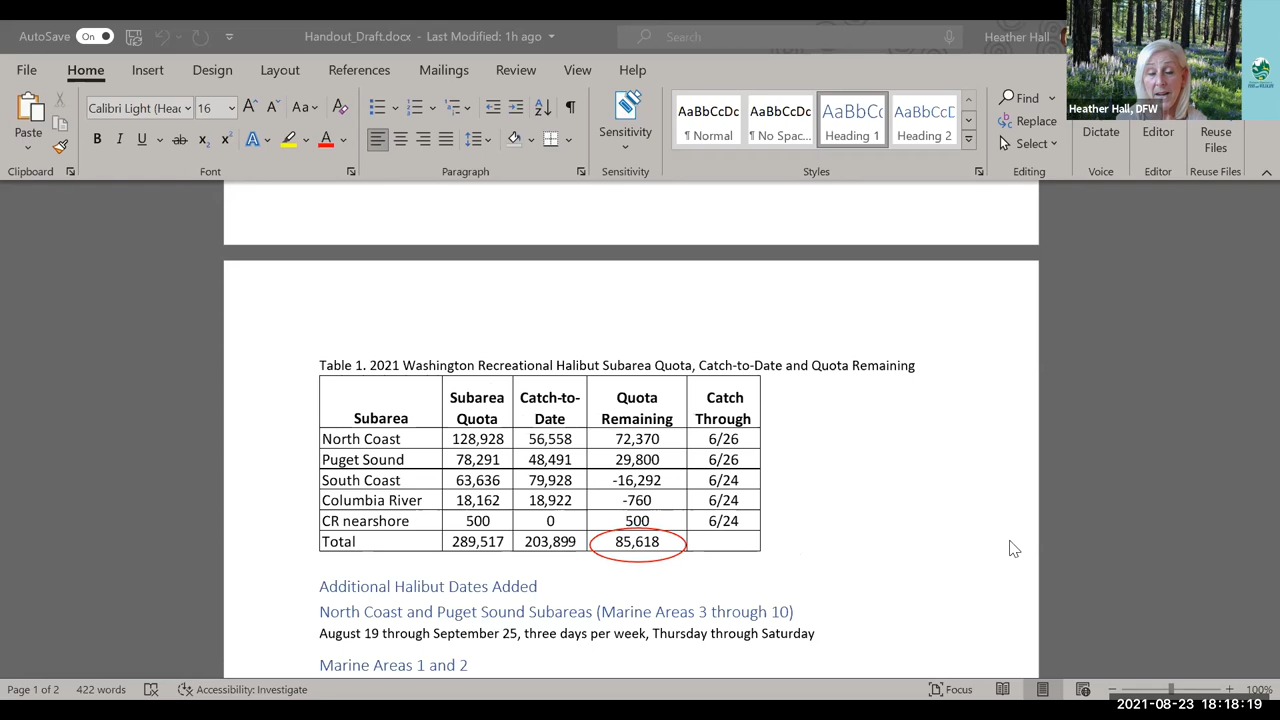 AutoSave On Handout_Draft.docx - Last Modified: 1h ago Search Heather Hall
File Home Insert Design Layout References Mailings Review View Help
Heather Hall, DFW
Paste
Calibri Light (Head 16 A A Aa A
B I U ab x₂ x² A A
AaBbCcDc AaBbCcDc AaBbCc AaBbCcD
¶ Normal ¶ No Spac... Heading 1 Heading 2
Sensitivity
Find
Replace
Select
Dictate Editor Reuse Files
Clipboard Font Paragraph Sensitivity Styles Editing Voice Editor Reuse Files
Table 1. 2021 Washington Recreational Halibut Subarea Quota, Catch-to-Date and Quota Remaining
Subarea Subarea Quota Catch-to-Date Quota Remaining Catch Through
North Coast 128,928 56,558 72,370 6/26
Puget Sound 78,291 48,491 29,800 6/26
South Coast 63,636 79,928 -16,292 6/24
Columbia River 18,162 18,922 -760 6/24
CR nearshore 500 0 500 6/24
Total 289,517 203,899 85,618
Additional Halibut Dates Added
North Coast and Puget Sound Subareas (Marine Areas 3 through 10)
August 19 through September 25, three days per week, Thursday through Saturday
Marine Areas 1 and 2
Page 1 of 2 422 words Accessibility: Investigate Focus 100%
2021-08-23 18:18:19